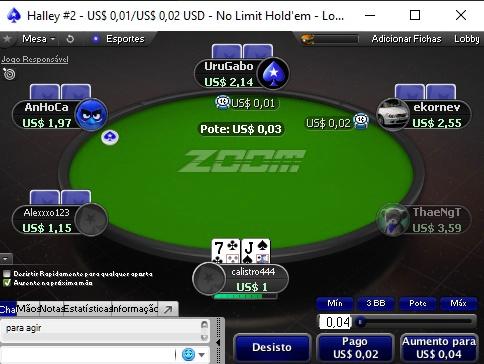 Halley #2 - US$ 0,01/US$ 0,02 USD - No Limit Hold'em - Lo...
Mesa
Esportes
Adicionar Fichas
Lobby
Jogo Responsável
UruGabo
US$ 2,14
AnHoCa
US$ 1,97
US$ 0,01
ekornev
US$ 2,55
US$ 0,02
Pote: US$ 0,03
ZOOM
Alexxxo123
US$ 1,15
ThaeNgT
US$ 3,59
7 J
calistro444
US$ 1
Desistir Rapidamente para qualquer aposta
Aumente na próxima mão
Chat Mãos Notas Estatísticas Informação
para agir
Mín
3 BB
Pote
Máx
0,04
Desisto
Pago
US$ 0,02
Aumento para
US$ 0,04